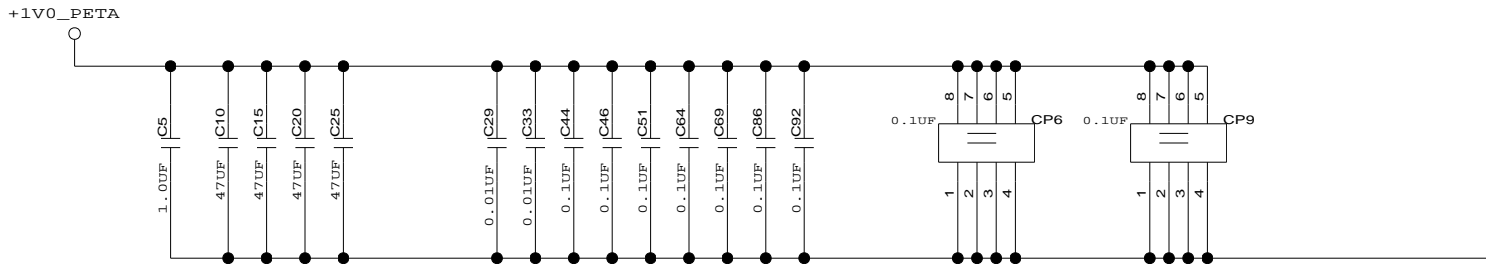 +1V0_PETA
C5
1.0UF
C10
47UF
C15
47UF
C20
47UF
C25
47UF
C29
0.01UF
C33
0.01UF
C44
0.1UF
C46
0.1UF
C51
0.1UF
C64
0.1UF
C69
0.1UF
C86
0.1UF
C92
0.1UF
8 7 6 5
0.1UF CP6
1 2 3 4
8 7 6 5
0.1UF CP9
1 2 3 4